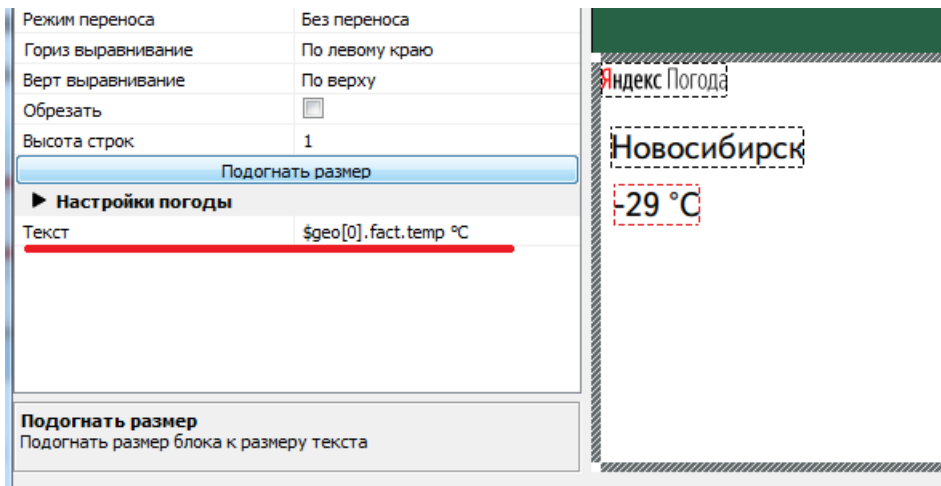 Режим переноса Без переноса
Гориз выравнивание По левому краю
Верт выравнивание По верху
Обрезать
Высота строк 1
Подогнать размер
Настройки погоды
Текст $geo[0].fact.temp °C
Подогнать размер
Подогнать размер блока к размеру текста
Яндекс Погода
Новосибирск
-29 °C